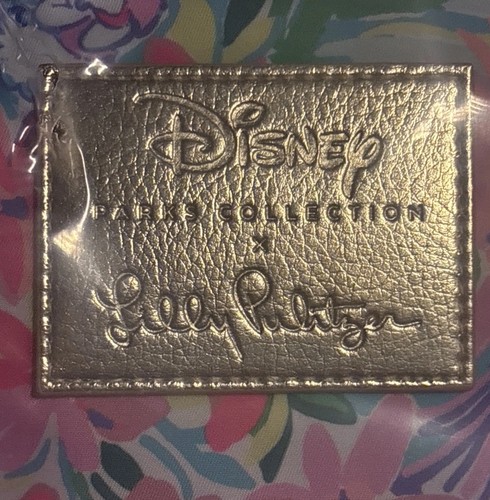 Disney
PARKS COLLECTION
X
Lilly Pulitzer